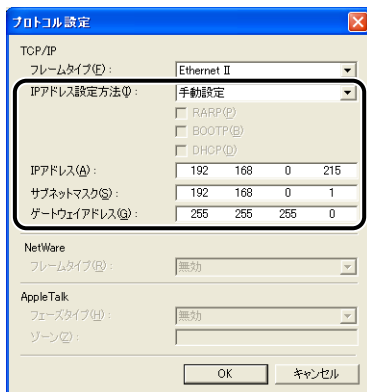 プロトコル設定
TCP/IP
フレームタイプ(F): Ethernet II
IPアドレス設定方法(I): 手動設定
RARP(P)
BOOTP(B)
DHCP(D)
IPアドレス(A): 192 168 0 215
サブネットマスク(S): 192 168 0 1
ゲートウェイアドレス(G): 255 255 255 0
NetWare
フレームタイプ(R): 無効
AppleTalk
フェーズタイプ(H): 無効
ゾーン(Z):
OK キャンセル